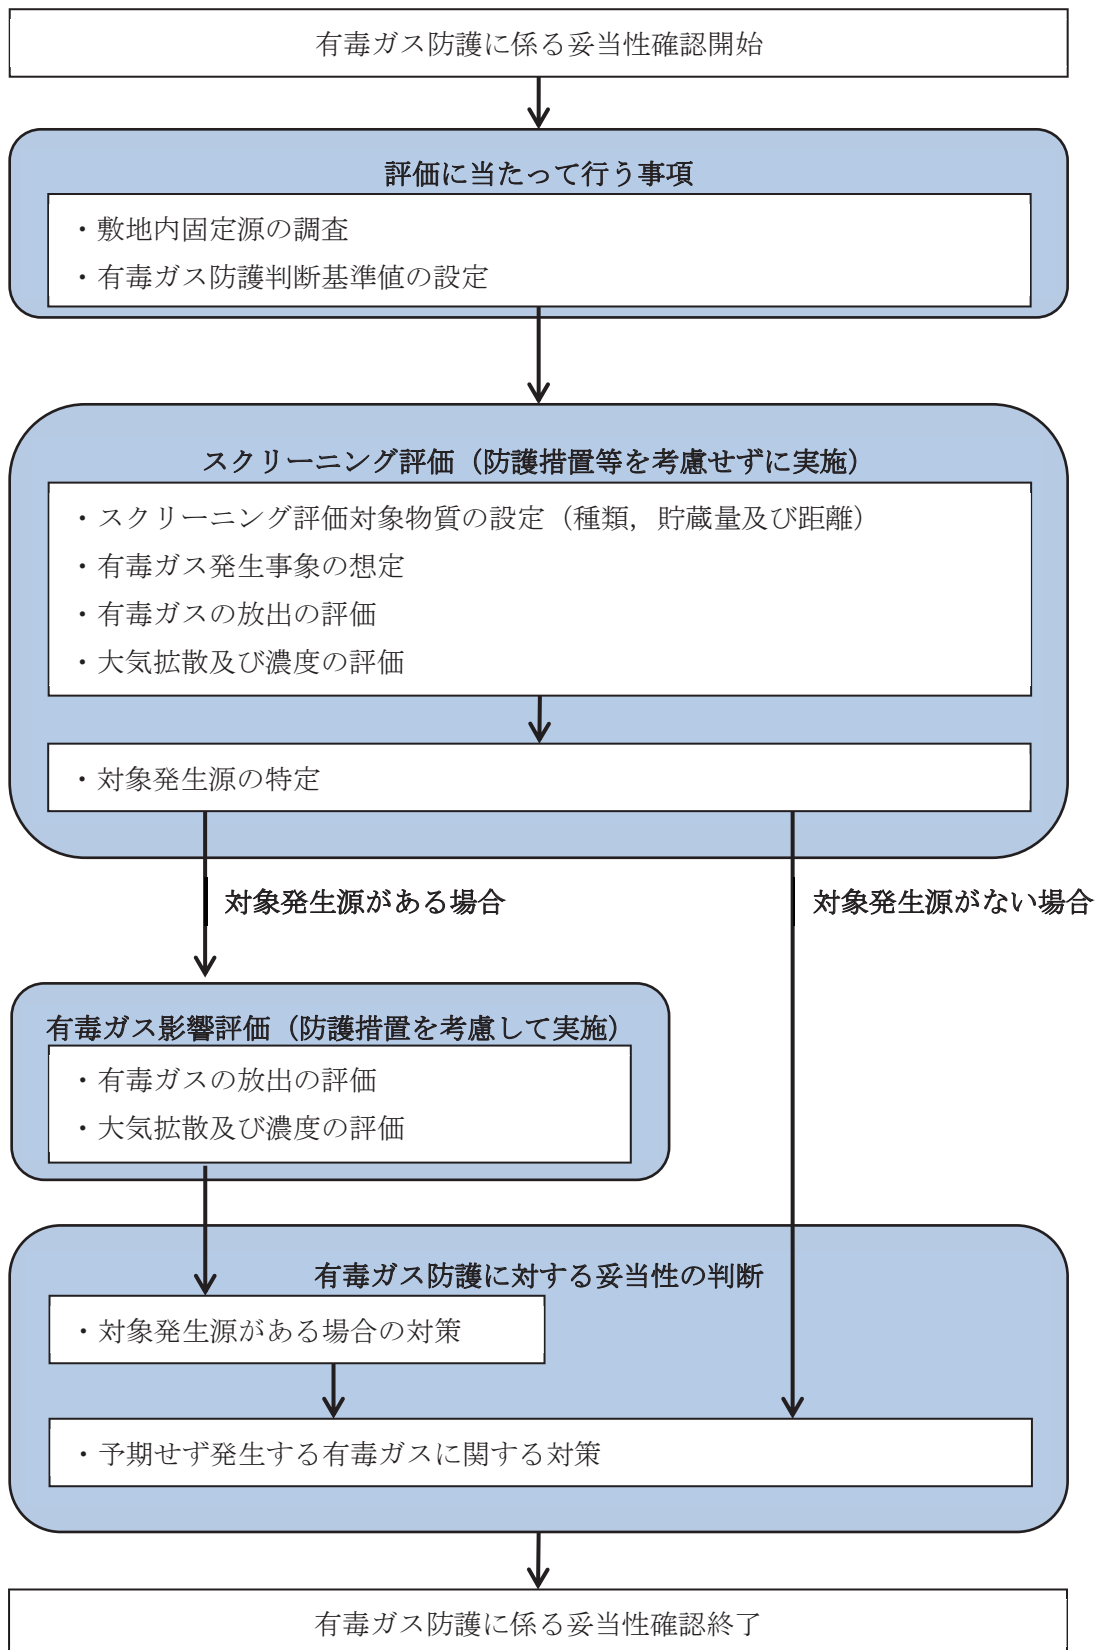 有毒ガス防護に係る妥当性確認開始
評価に当たって行う事項
・敷地内固定源の調査
・有毒ガス防護判断基準値の設定
スクリーニング評価（防護措置等を考慮せずに実施）
・スクリーニング評価対象物質の設定（種類，貯蔵量及び距離）
・有毒ガス発生事象の想定
・有毒ガスの放出の評価
・大気拡散及び濃度の評価
・対象発生源の特定
対象発生源がある場合
対象発生源がない場合
有毒ガス影響評価（防護措置を考慮して実施）
・有毒ガスの放出の評価
・大気拡散及び濃度の評価
有毒ガス防護に対する妥当性の判断
・対象発生源がある場合の対策
・予期せず発生する有毒ガスに関する対策
有毒ガス防護に係る妥当性確認終了